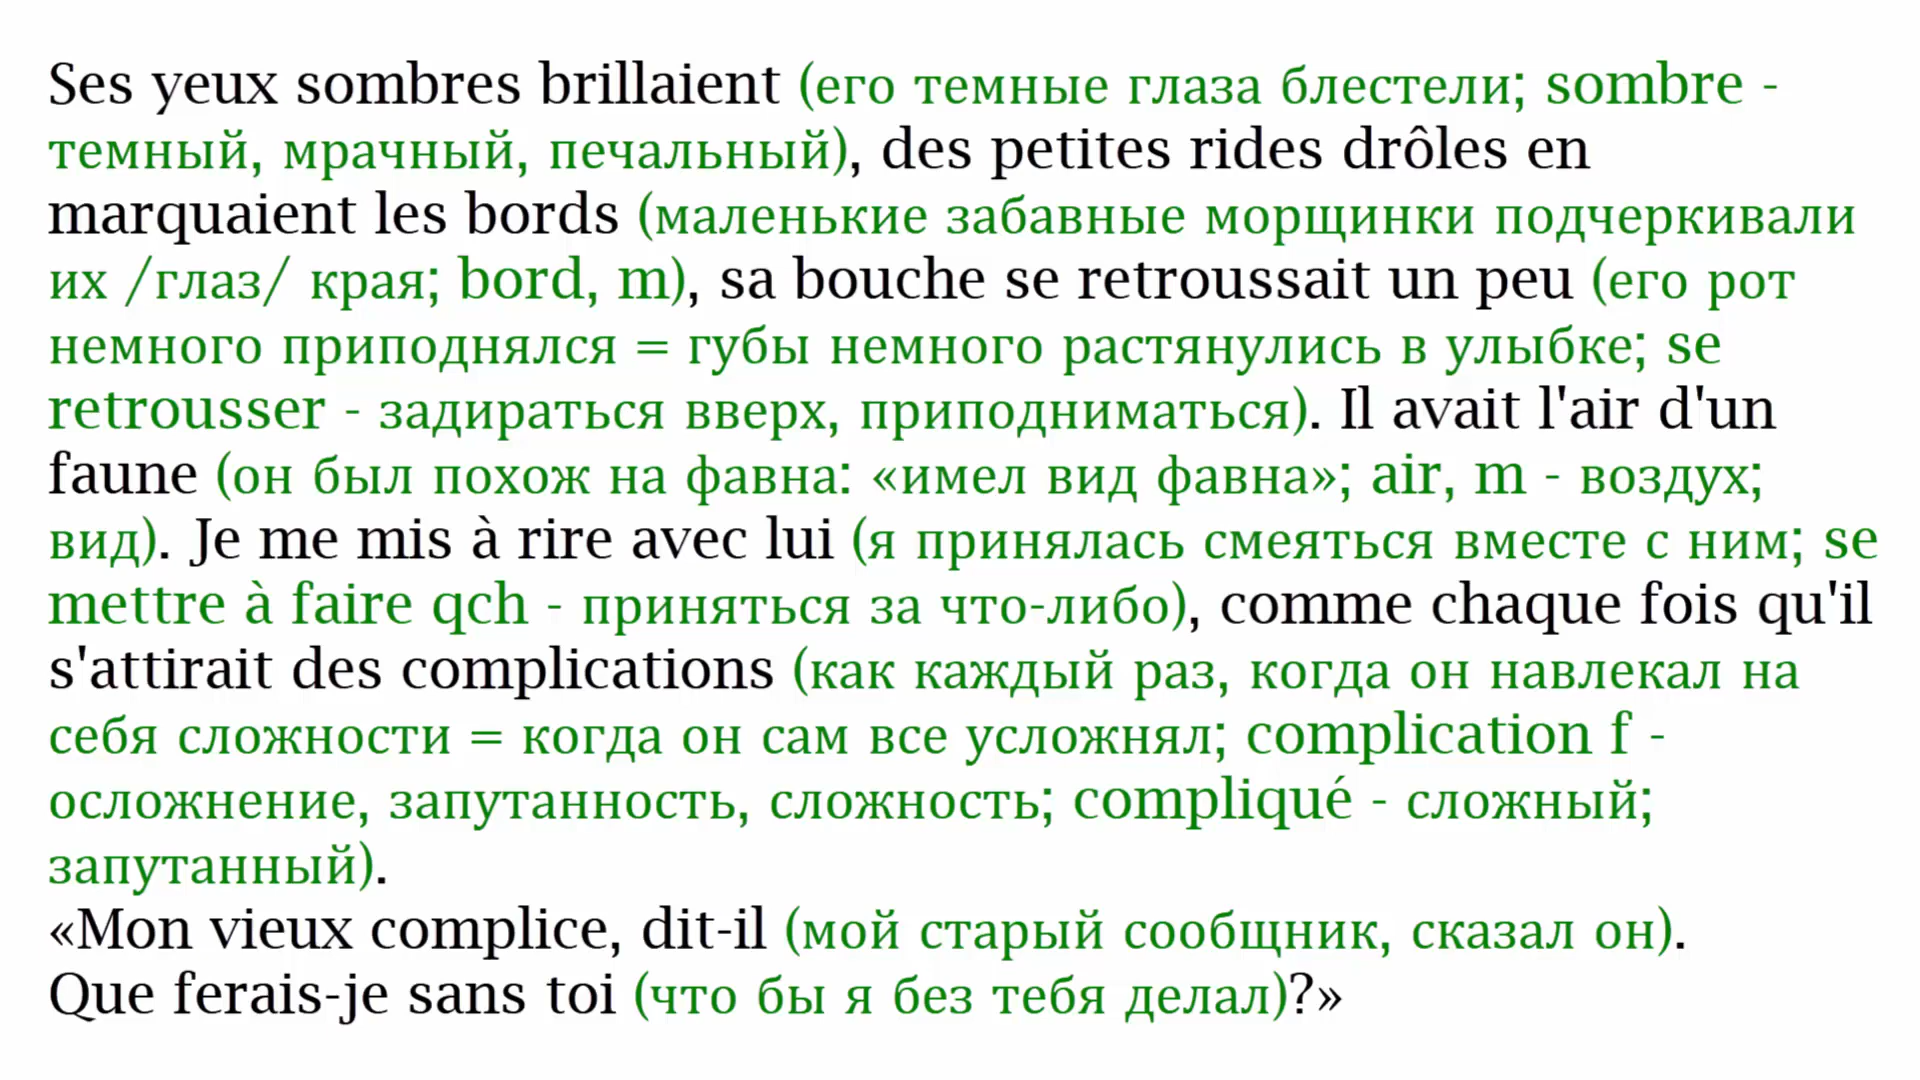 Ses yeux sombres brillaient (его темные глаза блестели; sombre -
темный, мрачный, печальный), des petites rides drôles en
marquaient les bords (маленькие забавные морщинки подчеркивали
их /глаз/ края; bord, m), sa bouche se retroussait un peu (его рот
немного приподнялся = губы немного растянулись в улыбке; se
retrousser - задираться вверх, приподниматься). Il avait l'air d'un
faune (он был похож на фавна: «имел вид фавна»; air, m - воздух;
вид). Je me mis à rire avec lui (я принялась смеяться вместе с ним; se
mettre à faire qch - приняться за что-либо), comme chaque fois qu'il
s'attirait des complications (как каждый раз, когда он навлекал на
себя сложности = когда он сам все усложнял; complication f -
осложнение, запутанность, сложность; compliqué - сложный;
запутанный).
«Mon vieux complice, dit-il (мой старый сообщник, сказал он).
Que ferais-je sans toi (что бы я без тебя делал)?»